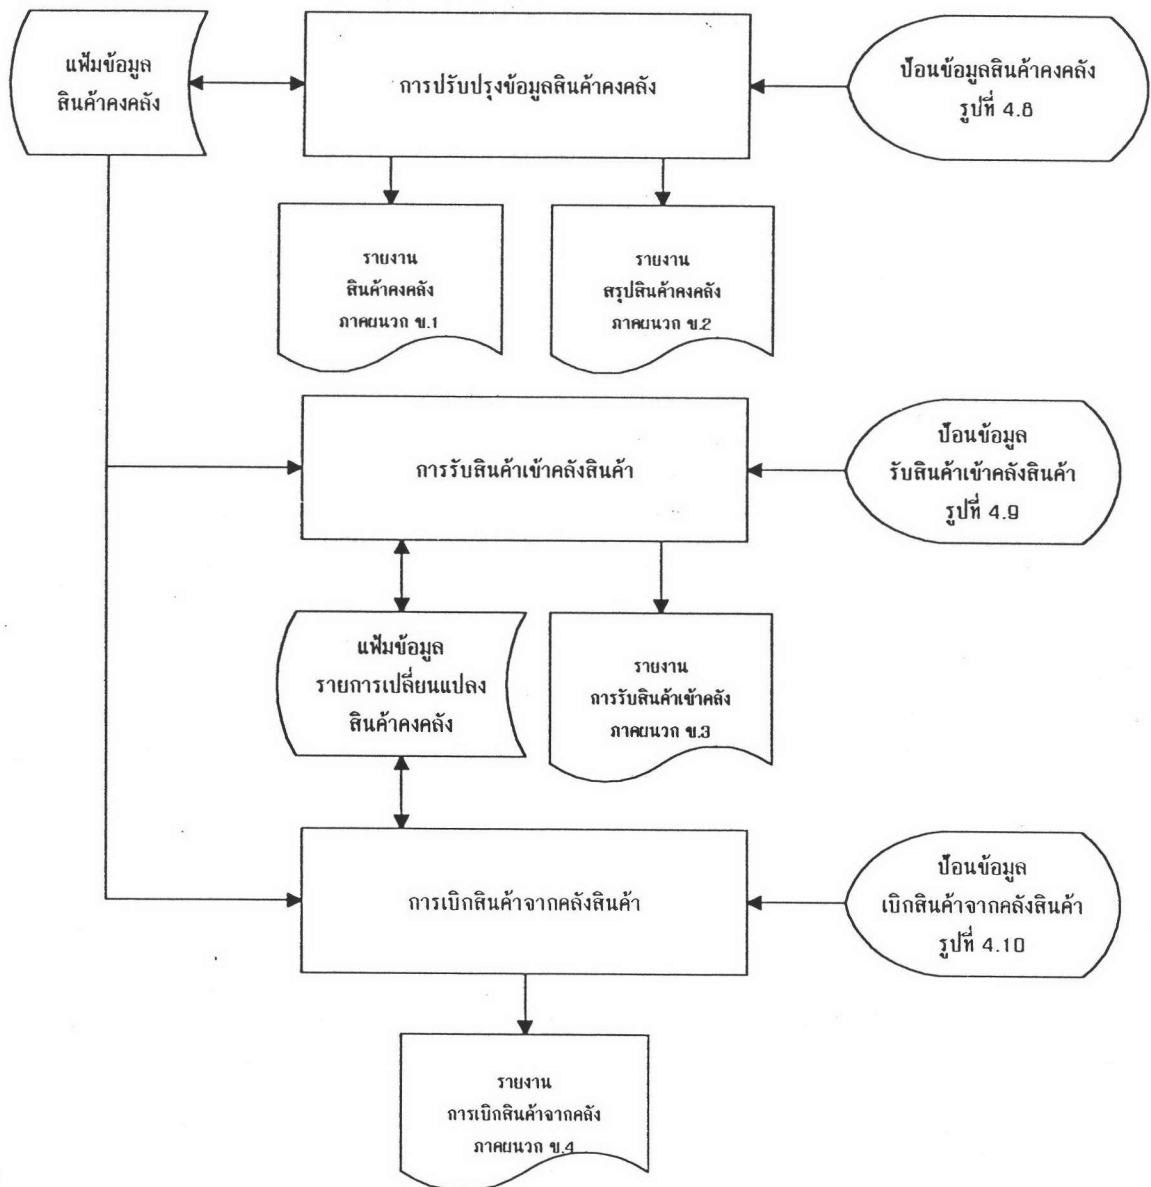 แฟ้มข้อมูล
สินค้าคงคลัง
การปรับปรุงข้อมูลสินค้าคงคลัง
ป้อนข้อมูลสินค้าคงคลัง
รูปที่ 4.8
รายงาน
สินค้าคงคลัง
ภาคผนวก ข.1
รายงาน
สรุปสินค้าคงคลัง
ภาคผนวก ข.2
การรับสินค้าเข้าคลังสินค้า
ป้อนข้อมูล
รับสินค้าเข้าคลังสินค้า
รูปที่ 4.9
แฟ้มข้อมูล
รายการเปลี่ยนแปลง
สินค้าคงคลัง
รายงาน
การรับสินค้าเข้าคลัง
ภาคผนวก ข.3
การเบิกสินค้าจากคลังสินค้า
ป้อนข้อมูล
เบิกสินค้าจากคลังสินค้า
รูปที่ 4.10
รายงาน
การเบิกสินค้าจากคลัง
ภาคผนวก ข.4